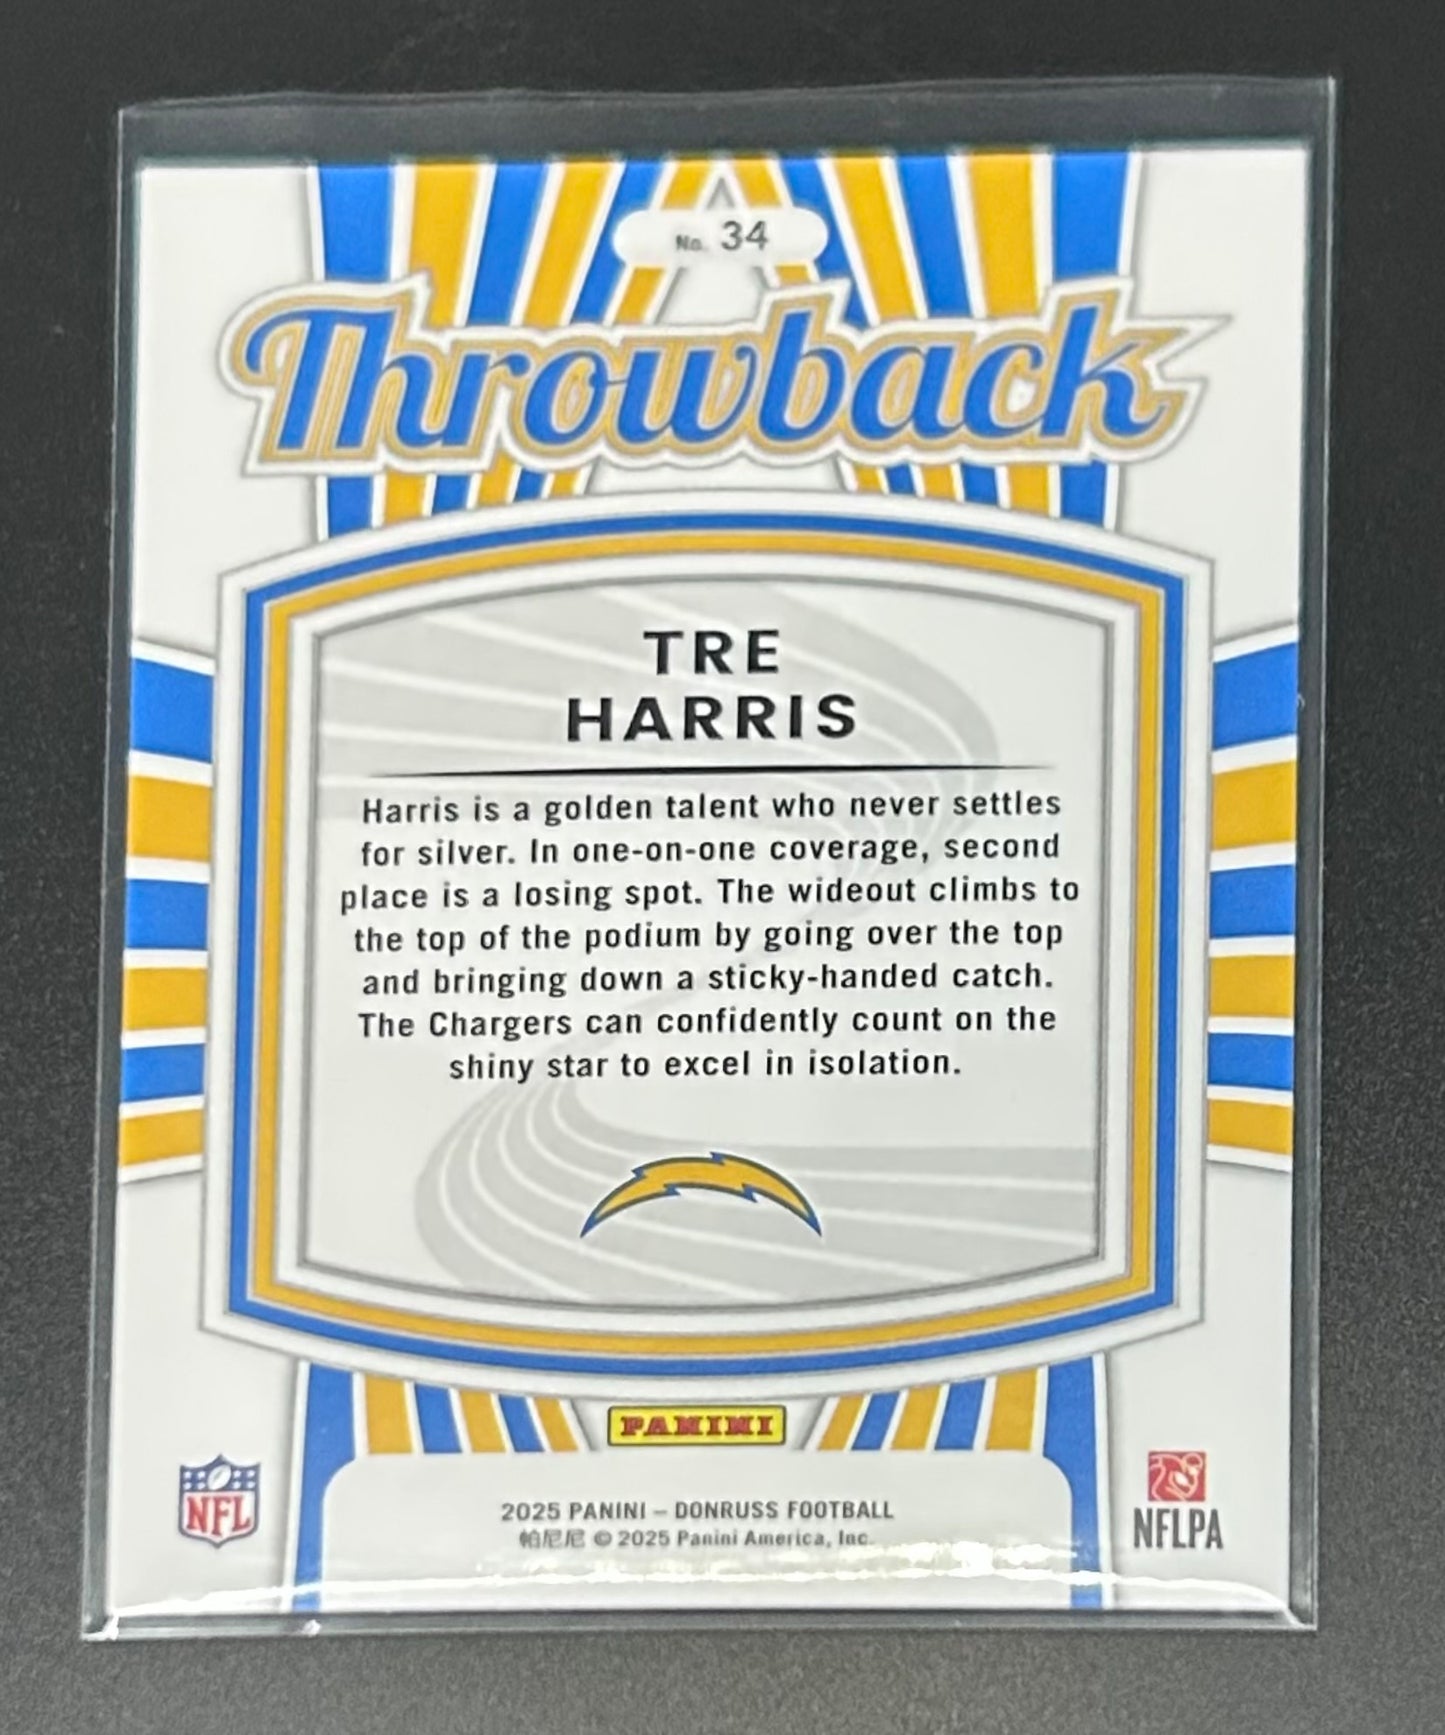 No. 34
Throwback
TRE
HARRIS
Harris is a golden talent who never settles
for silver. In one-on-one coverage, second
place is a losing spot. The wideout climbs to
the top of the podium by going over the top
and bringing down a sticky-handed catch.
The Chargers can confidently count on the
shiny star to excel in isolation.
PANINI
NFL
2025 PANINI – DONRUSS FOOTBALL
帕尼尼 © 2025 Panini America, Inc.
NFLPA